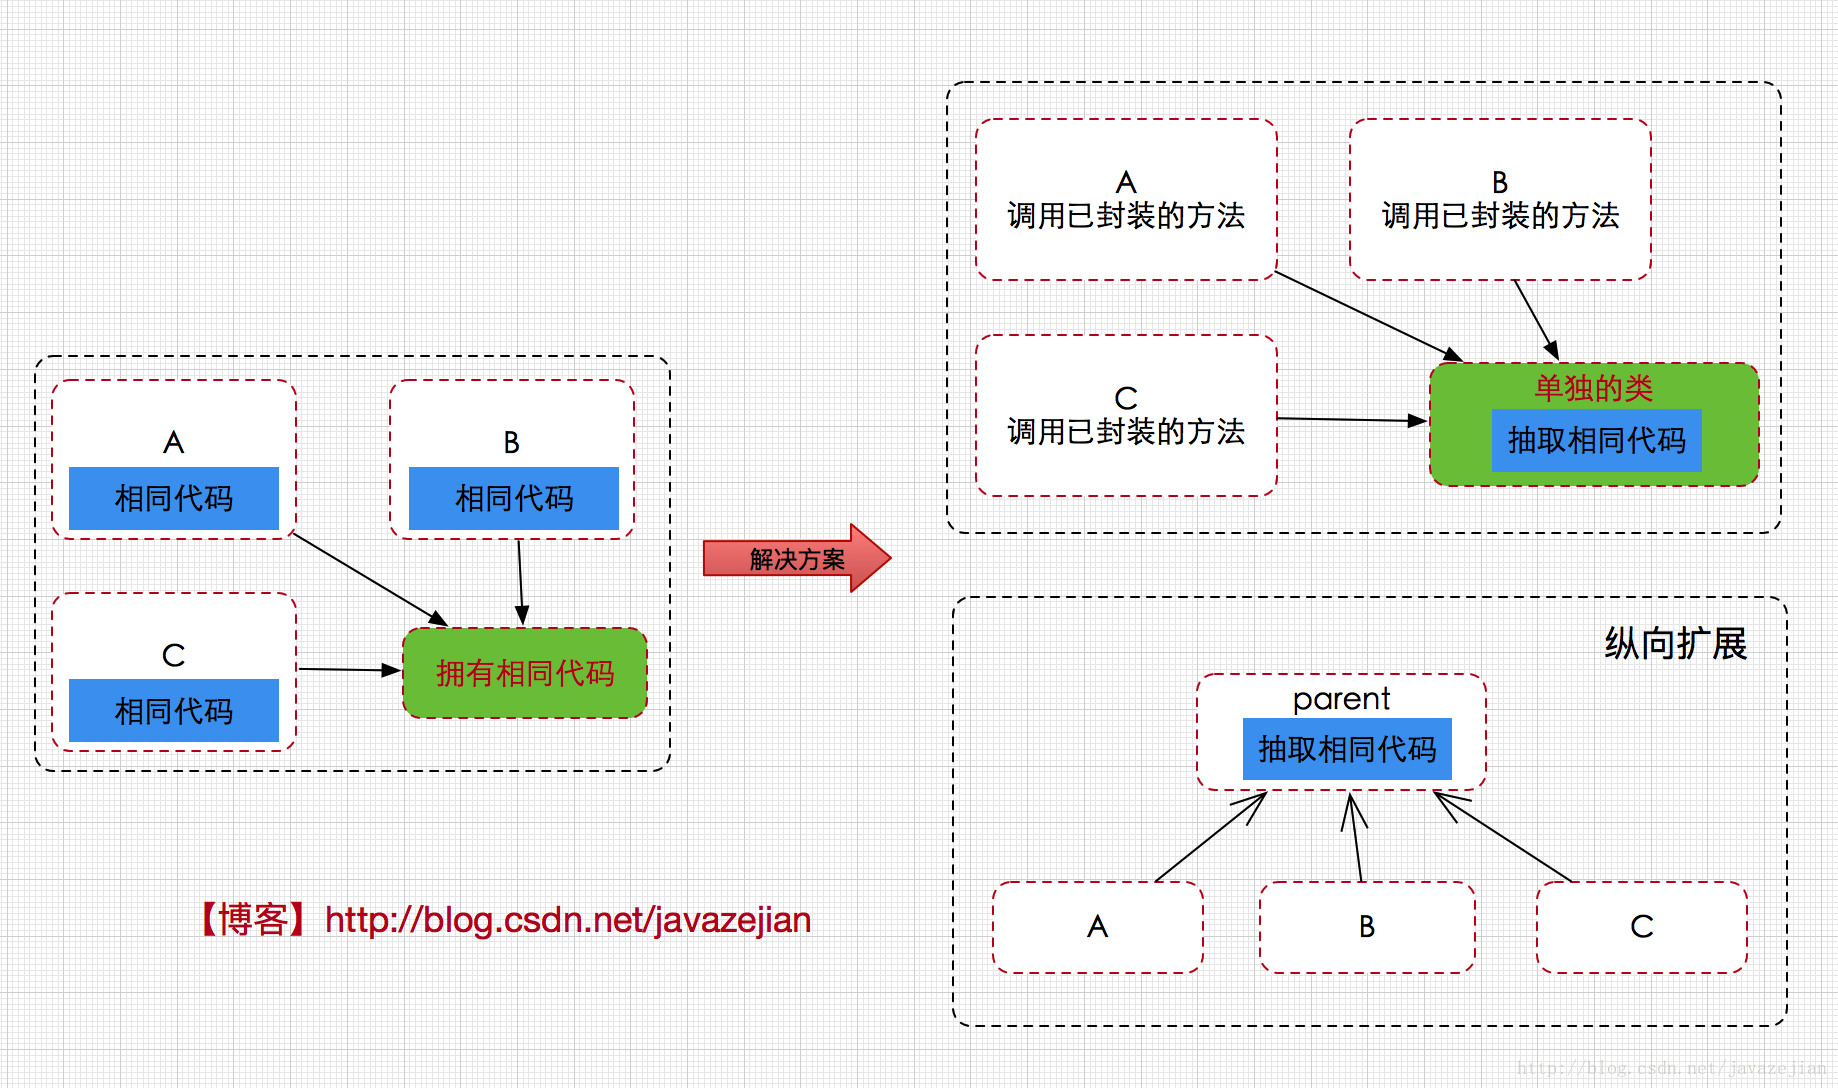 A
相同代码
B
相同代码
C
相同代码
拥有相同代码
解决方案
A
调用已封装的方法
B
调用已封装的方法
C
调用已封装的方法
单独的类
抽取相同代码
纵向扩展
parent
抽取相同代码
A
B
C
【博客】http://blog.csdn.net/javazejian
http://blog.csdn.net/javazejian